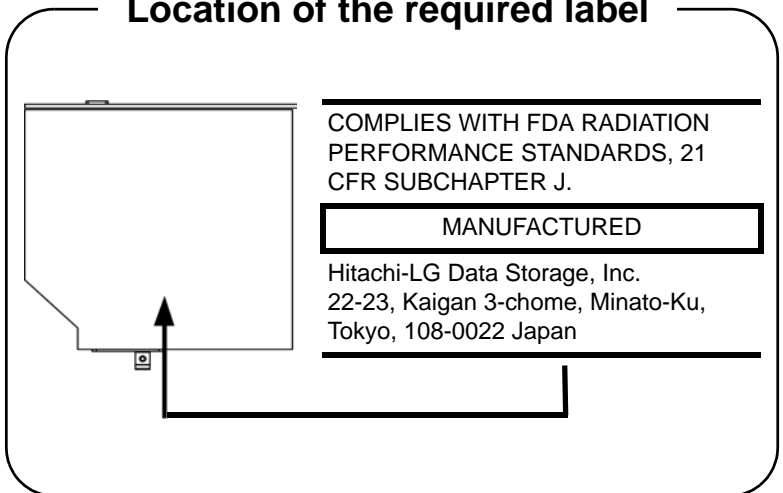 Location of the required label
COMPLIES WITH FDA RADIATION
PERFORMANCE STANDARDS, 21
CFR SUBCHAPTER J.
MANUFACTURED
Hitachi-LG Data Storage, Inc.
22-23, Kaigan 3-chome, Minato-Ku,
Tokyo, 108-0022 Japan